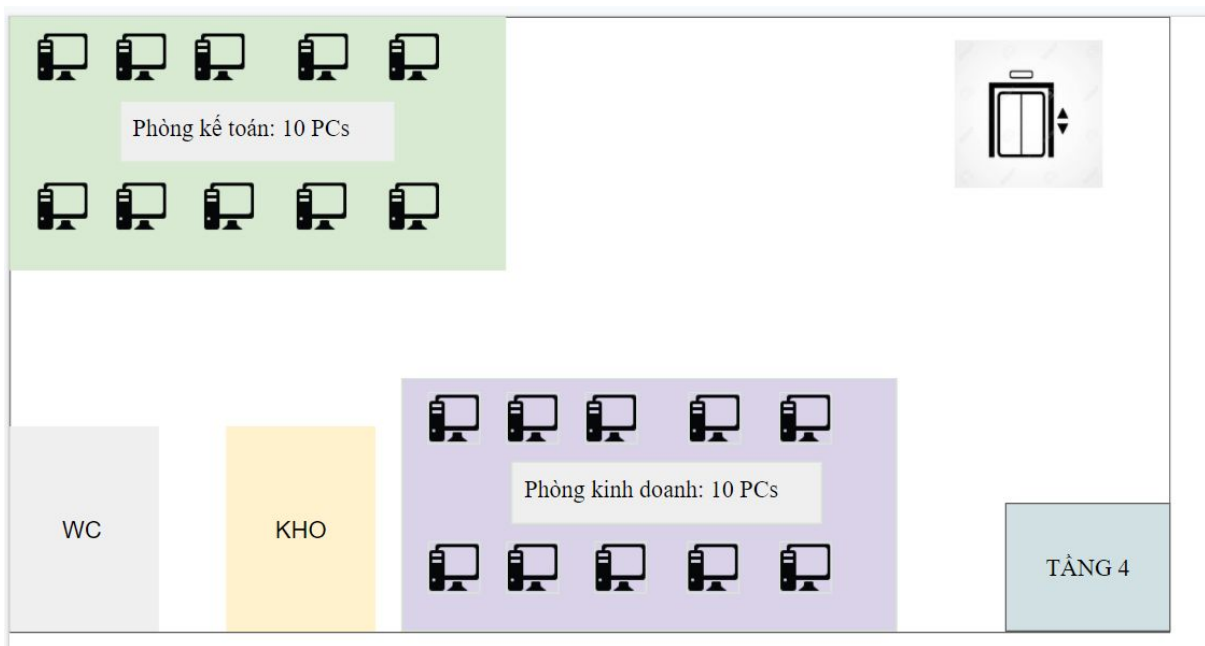 Phòng kế toán: 10 PCs
Phòng kinh doanh: 10 PCs
WC
KHO
TẦNG 4